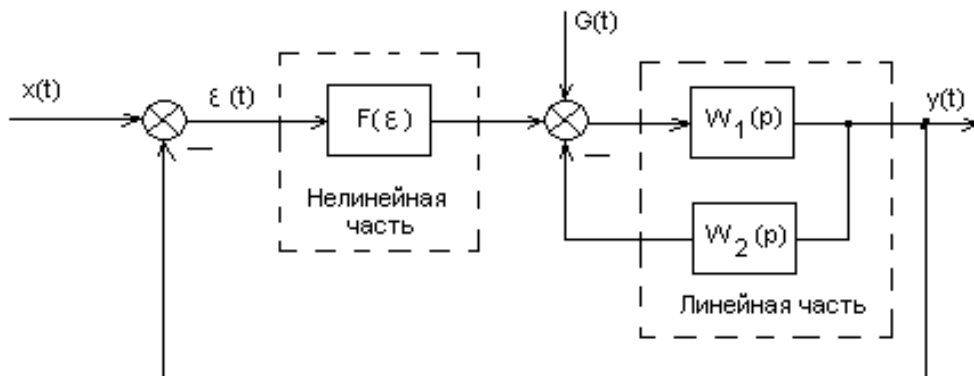 G(t)
x(t)
ε (t)
F(ε)
W₁(p)
y(t)
Нелинейная
часть
W₂(p)
Линейная часть